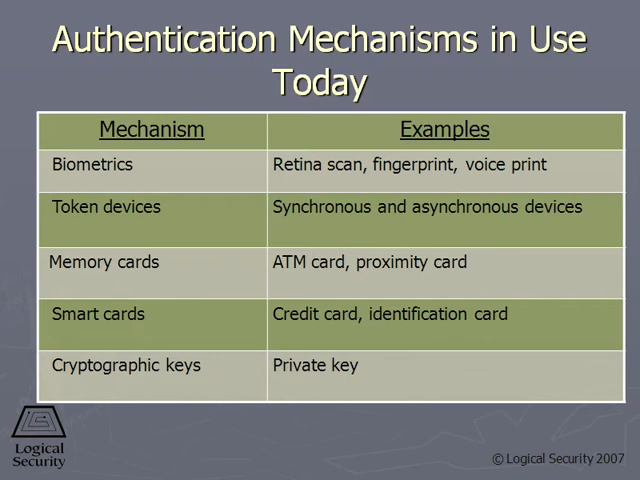 Authentication Mechanisms in Use
Today
Mechanism Examples
Biometrics Retina scan, fingerprint, voice print
Token devices Synchronous and asynchronous devices
Memory cards ATM card, proximity card
Smart cards Credit card, identification card
Cryptographic keys Private key
Logical
Security
© Logical Security 2007